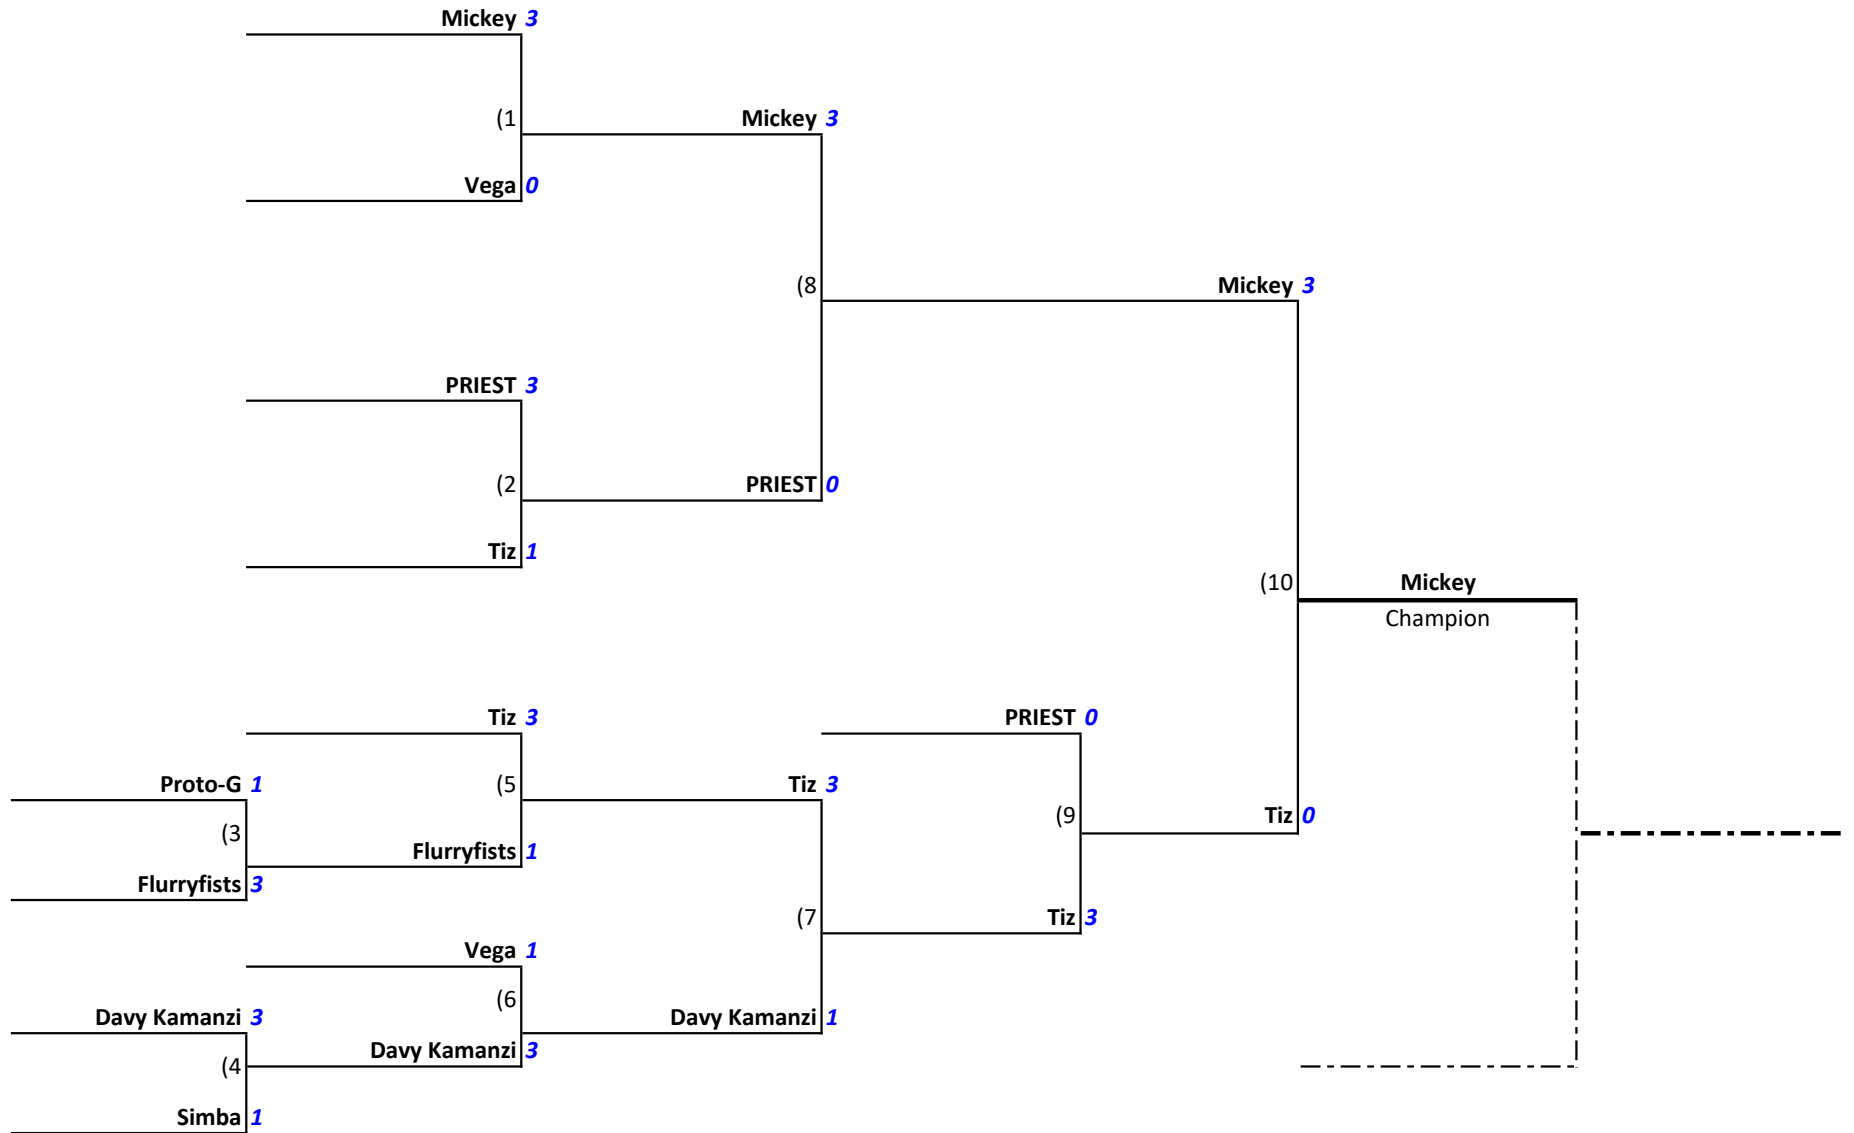 Mickey 3
(1
Mickey 3
Vega 0
(8
Mickey 3
PRIEST 3
(2
PRIEST 0
Tiz 1
(10
Mickey
Champion
Tiz 3
PRIEST 0
Proto-G 1
(5
Tiz 3
(3
(9
Tiz 0
Flurryfists 1
Flurryfists 3
(7
Tiz 3
Vega 1
(6
Davy Kamanzi 3
Davy Kamanzi 1
Davy Kamanzi 3
(4
Simba 1